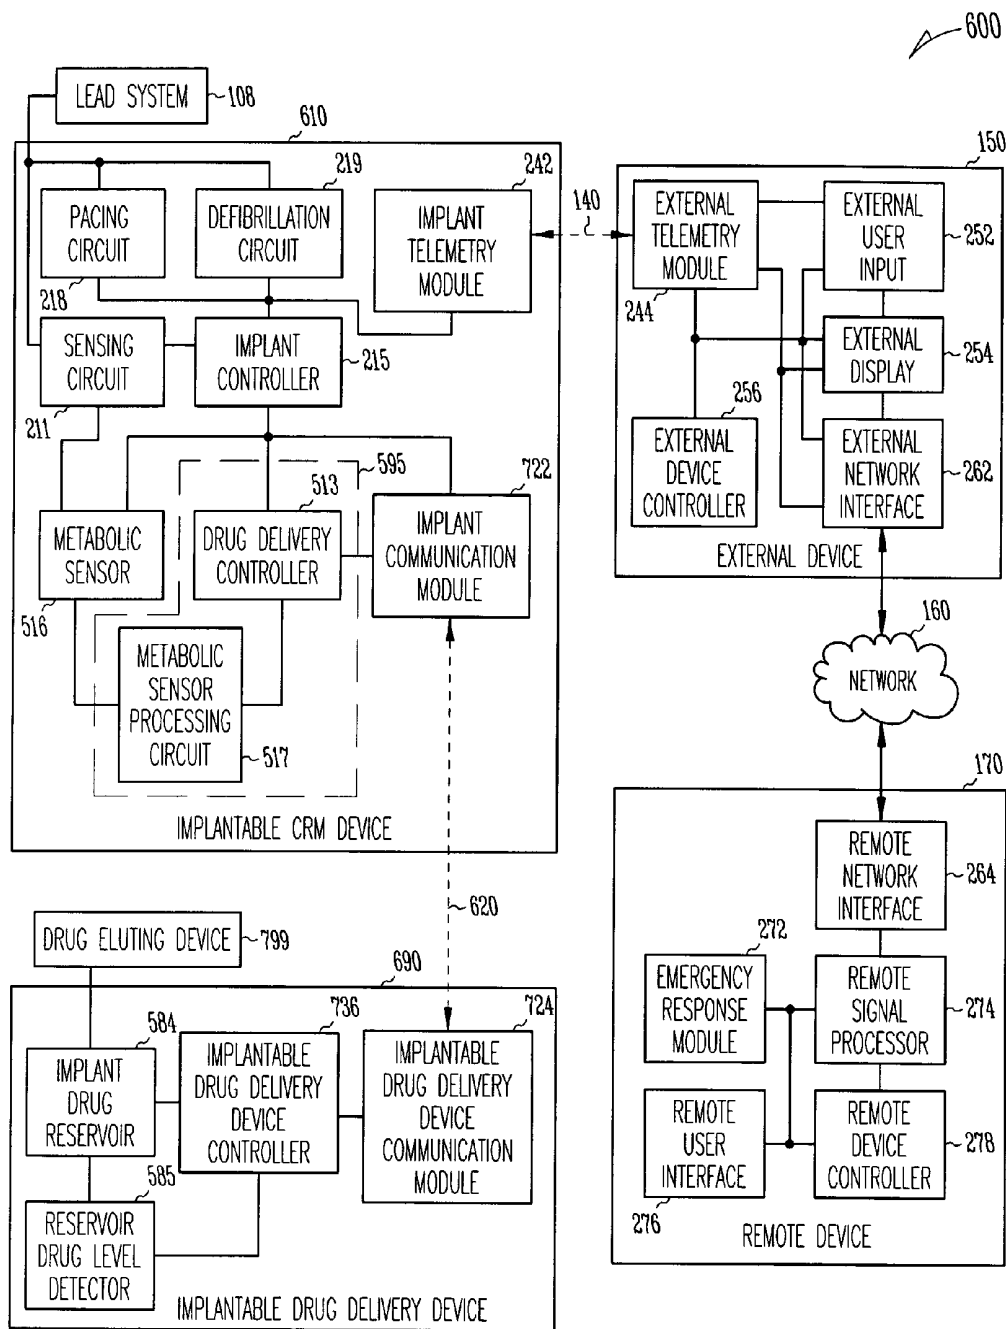 600
LEAD SYSTEM
108
610
219
242
PACING
CIRCUIT
218
DEFIBRILLATION
CIRCUIT
IMPLANT
TELEMETRY
MODULE
SENSING
CIRCUIT
211
IMPLANT
CONTROLLER
215
595
513
722
METABOLIC
SENSOR
516
DRUG DELIVERY
CONTROLLER
IMPLANT
COMMUNICATION
MODULE
METABOLIC
SENSOR
PROCESSING
CIRCUIT
517
IMPLANTABLE CRM DEVICE
140
150
EXTERNAL
TELEMETRY
MODULE
244
EXTERNAL
USER
INPUT
252
EXTERNAL
DISPLAY
254
256
EXTERNAL
DEVICE
CONTROLLER
EXTERNAL
NETWORK
INTERFACE
262
EXTERNAL DEVICE
160
NETWORK
620
170
REMOTE
NETWORK
INTERFACE
264
272
EMERGENCY
RESPONSE
MODULE
REMOTE
SIGNAL
PROCESSOR
274
REMOTE
USER
INTERFACE
276
REMOTE
DEVICE
CONTROLLER
278
REMOTE DEVICE
DRUG ELUTING DEVICE
799
690
584
736
724
IMPLANT
DRUG
RESERVOIR
IMPLANTABLE
DRUG DELIVERY
DEVICE
CONTROLLER
IMPLANTABLE
DRUG DELIVERY
DEVICE
COMMUNICATION
MODULE
585
RESERVOIR
DRUG LEVEL
DETECTOR
IMPLANTABLE DRUG DELIVERY DEVICE